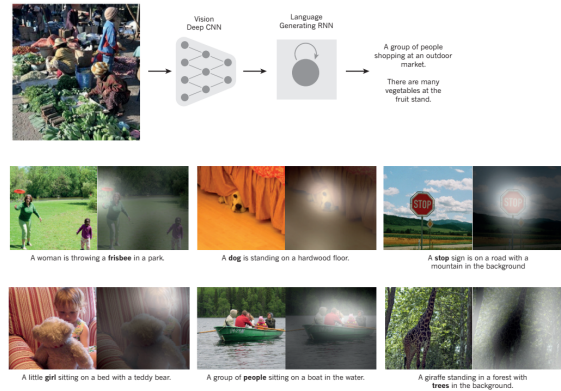 Vision
Deep CNN
Language
Generating RNN
A group of people
shopping at an outdoor
market.
There are many
vegetables at the
fruit stand.
STOP
STOP
A woman is throwing a frisbee in a park.
A dog is standing on a hardwood floor.
A stop sign is on a road with a
mountain in the background
A little girl sitting on a bed with a teddy bear.
A group of people sitting on a boat in the water.
A giraffe standing in a forest with
trees in the background.